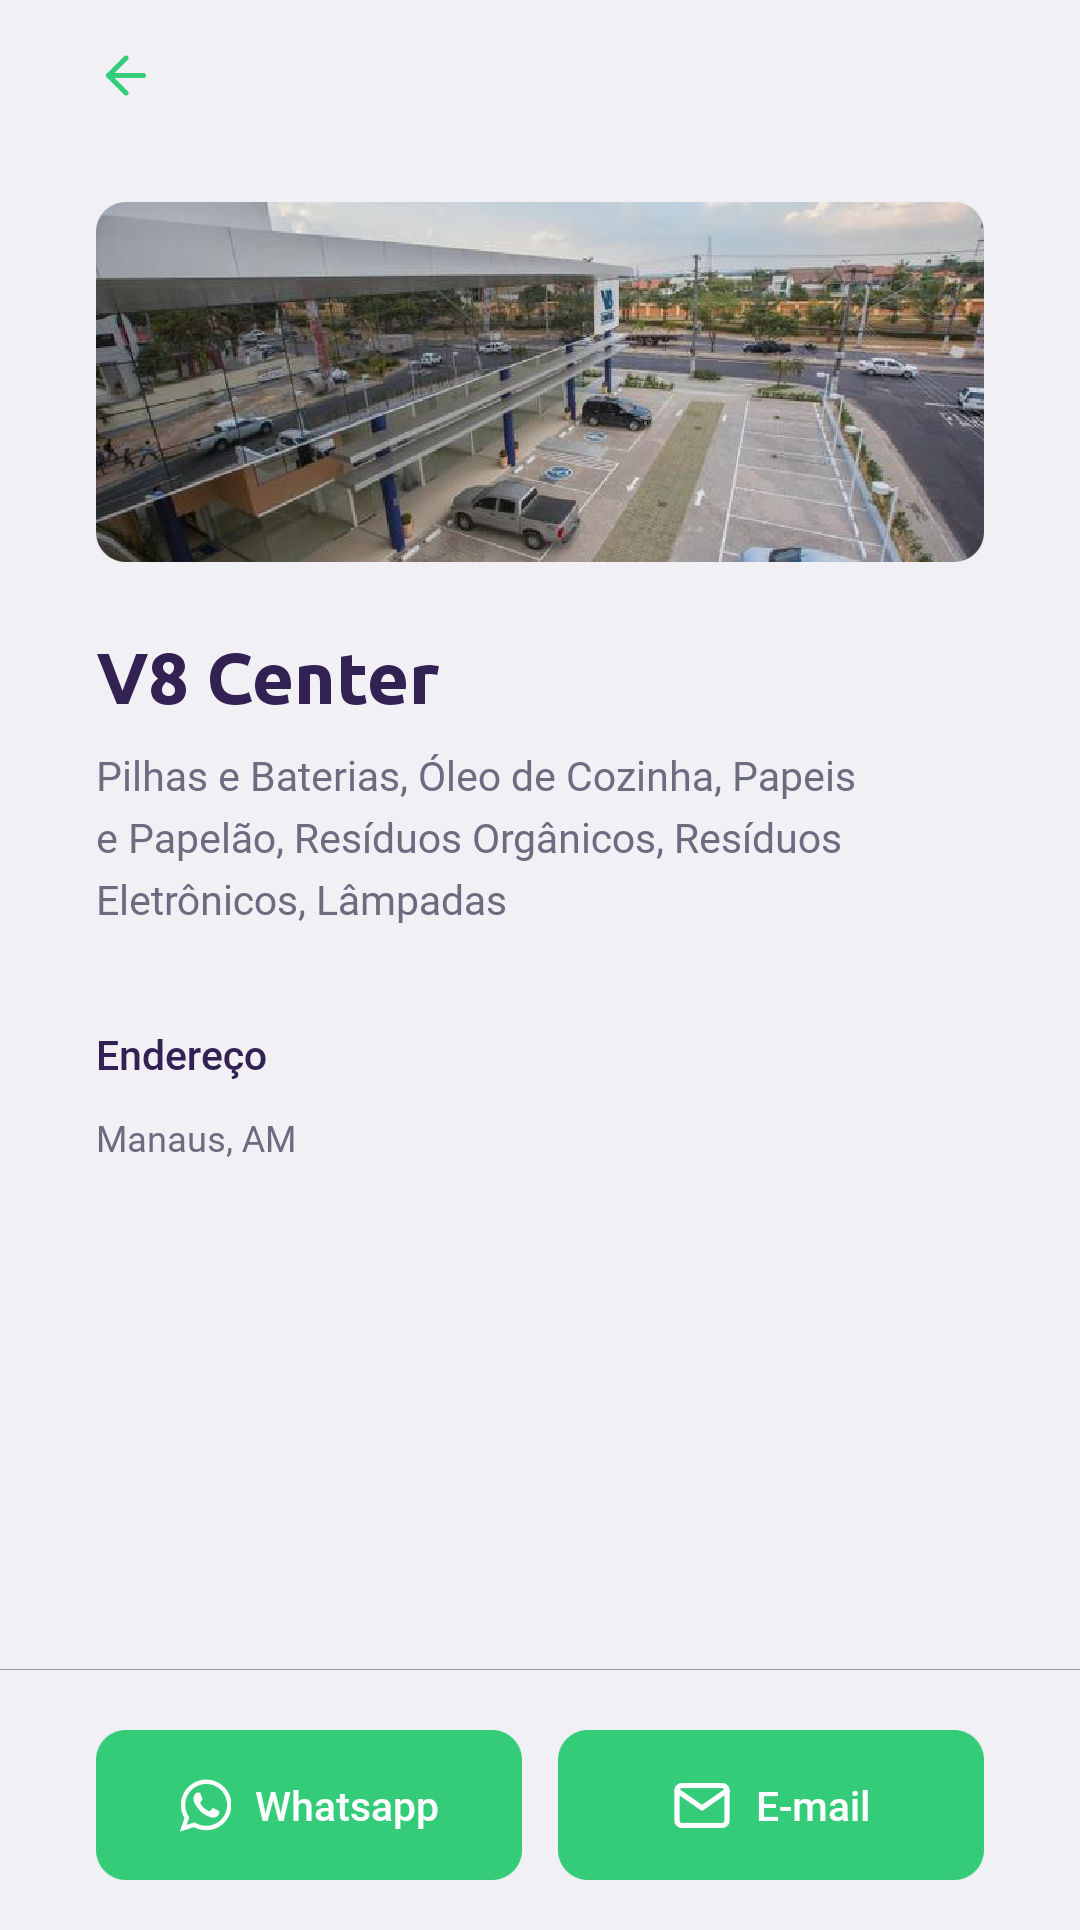 V8
V8 Center
Pilhas e Baterias, Óleo de Cozinha, Papeis
e Papelão, Resíduos Orgânicos, Resíduos
Eletrônicos, Lâmpadas
Endereço
Manaus, AM
Whatsapp
E-mail